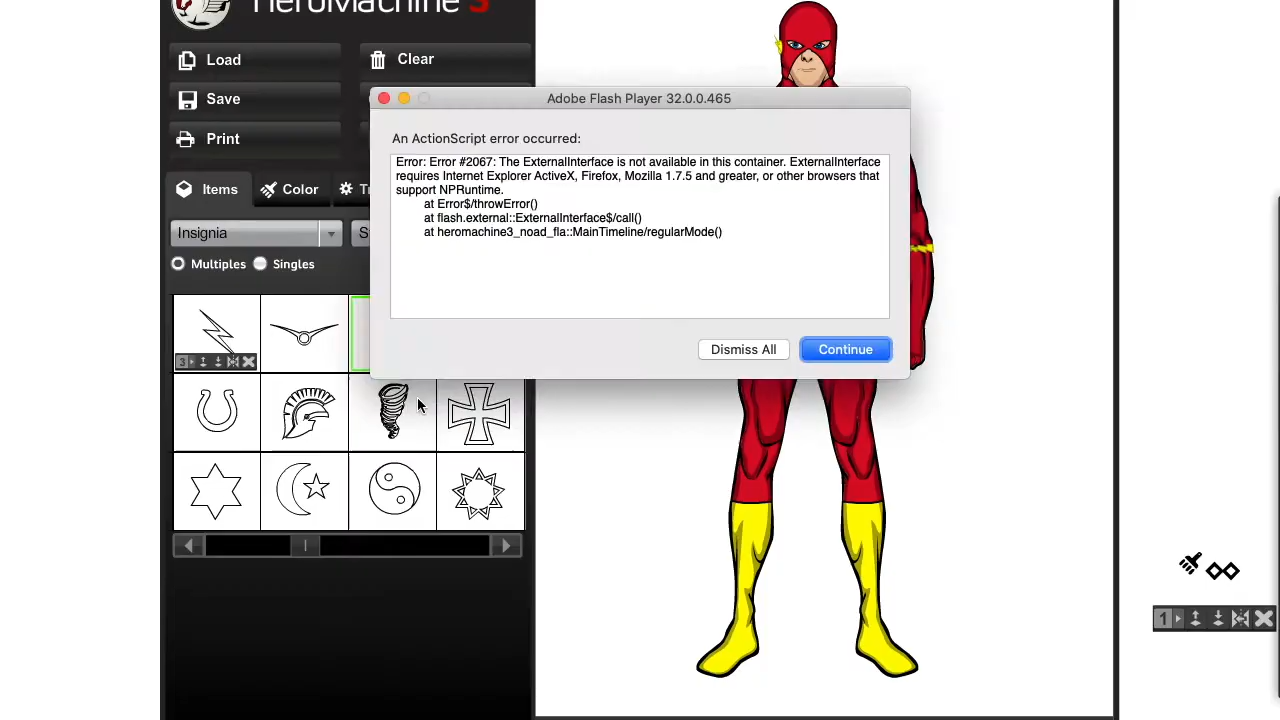 HeroMachine 3
Load
Clear
Save
Print
Adobe Flash Player 32.0.0.465
An ActionScript error occurred:
Error: Error #2067: The ExternalInterface is not available in this container. ExternalInterface
requires Internet Explorer ActiveX, Firefox, Mozilla 1.7.5 and greater, or other browsers that
support NPRuntime.
at Error$/throwError()
at flash.external::ExternalInterface$/call()
at heromachine3_noad_fla::MainTimeline/regularMode()
Dismiss All
Continue
Items
Color
Insignia
Multiples
Singles
3
1